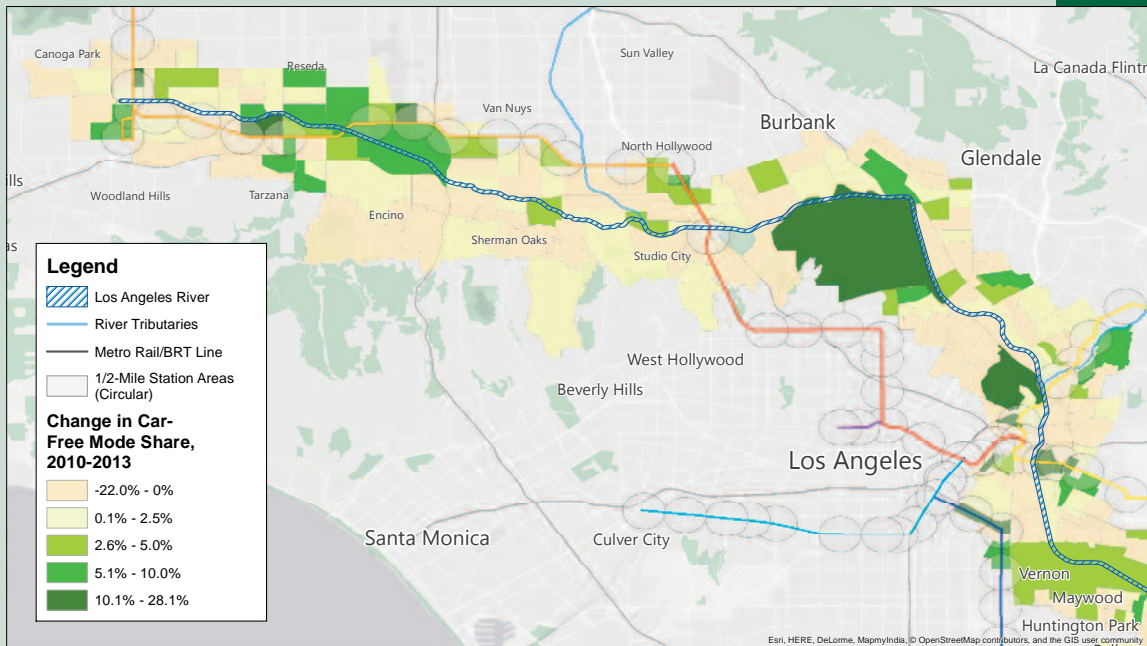 Canoga Park
Reseda
Sun Valley
La Canada Flintr
Van Nuys
Burbank
North Hollywood
Glendale
ills
Woodland Hills
Tarzana
Encino
as
Sherman Oaks
Studio City
Legend
Los Angeles River
River Tributaries
Metro Rail/BRT Line
1/2-Mile Station Areas
(Circular)
Change in Car-
Free Mode Share,
2010-2013
-22.0% - 0%
0.1% - 2.5%
2.6% - 5.0%
5.1% - 10.0%
10.1% - 28.1%
West Hollywood
Beverly Hills
Los Angeles
Santa Monica
Culver City
Vernon
Maywood
Huntington Park
Esri, HERE, DeLorme, MapmyIndia, © OpenStreetMap contributors, and the GIS user community